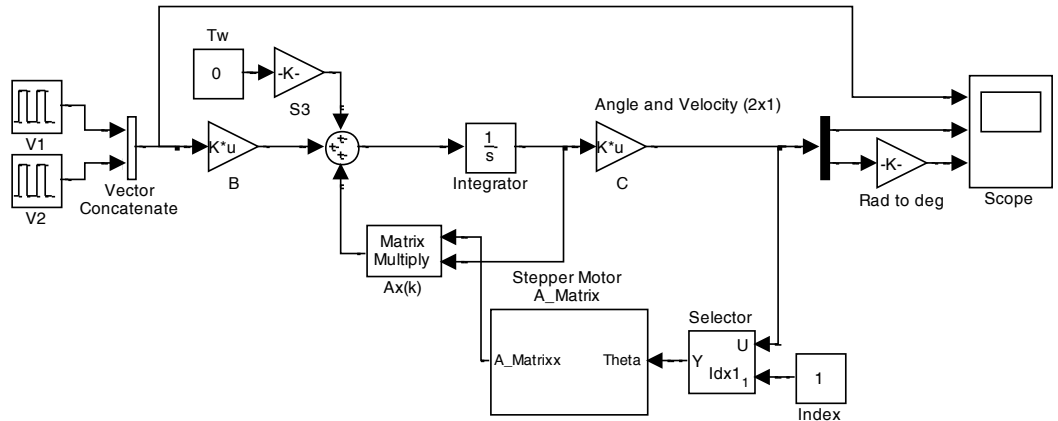 Tw
0
-K-
S3
V1
V2
Vector
Concatenate
K*u
B
+
+
+
1
s
Integrator
Angle and Velocity (2x1)
K*u
C
-K-
Rad to deg
Scope
Matrix
Multiply
Ax(k)
Stepper Motor
A_Matrix
A_Matrixx
Theta
Selector
U
Y
Idx1 1
1
Index